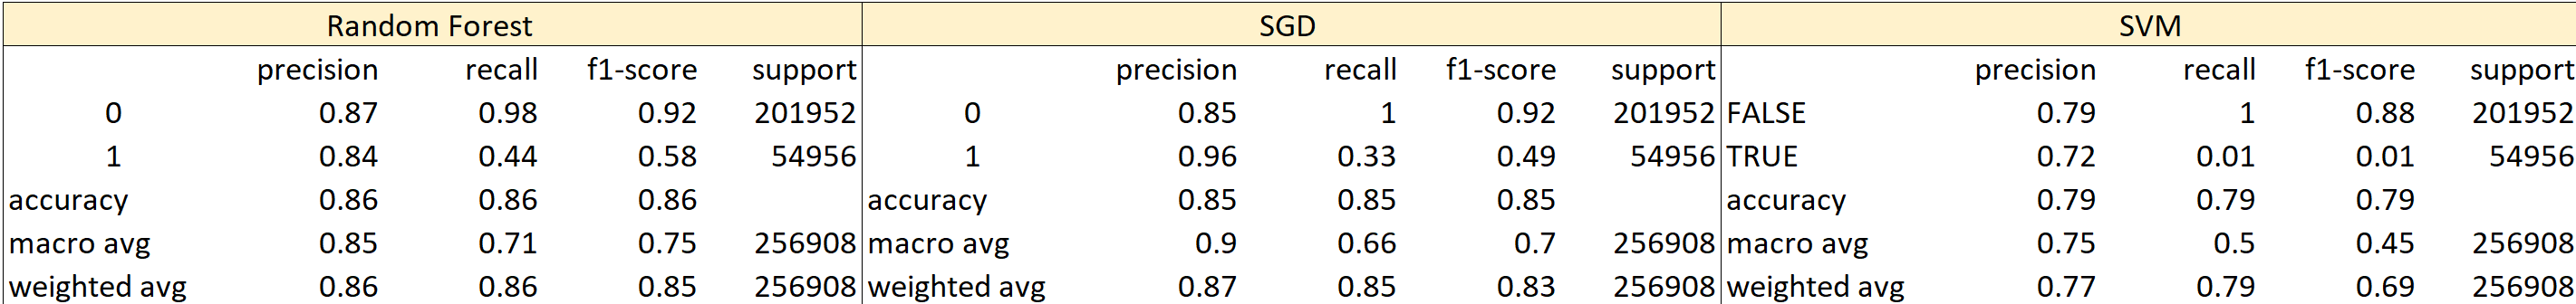 Random Forest SGD SVM
precision recall f1-score support precision recall f1-score support precision recall f1-score support
0 0.87 0.98 0.92 201952 0 0.85 1 0.92 201952 FALSE 0.79 1 0.88 201952
1 0.84 0.44 0.58 54956 1 0.96 0.33 0.49 54956 TRUE 0.72 0.01 0.01 54956
accuracy 0.86 0.86 0.86 accuracy 0.85 0.85 0.85 accuracy 0.79 0.79 0.79
macro avg 0.85 0.71 0.75 256908 macro avg 0.9 0.66 0.7 256908 macro avg 0.75 0.5 0.45 256908
weighted avg 0.86 0.86 0.85 256908 weighted avg 0.87 0.85 0.83 256908 weighted avg 0.77 0.79 0.69 256908